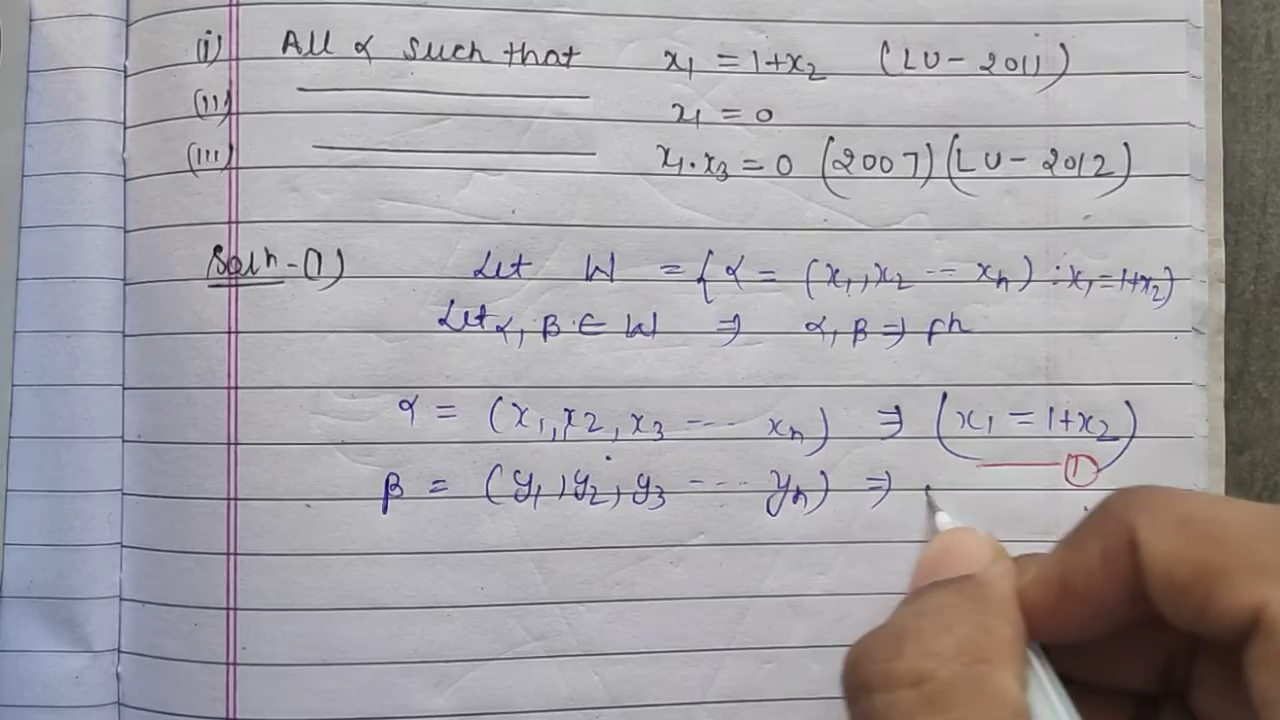 (i) All α such that x₁ = 1+x₂ (LU - 2011)
(ii) ——— x₁ = 0
(iii) ——— x₁.x₃ = 0 (2007) (LU - 2012)
Soln - (1) Let W = {α = (x₁, x₂ --- xₙ) : x₁ = 1+x₂}
Let α, β ∈ W ⇒ α, β ⇒
α = (x₁, x₂, x₃ --- xₙ) ⇒ (x₁ = 1+x₂)
—— ①
β = (y₁, y₂, y₃ --- yₙ) ⇒